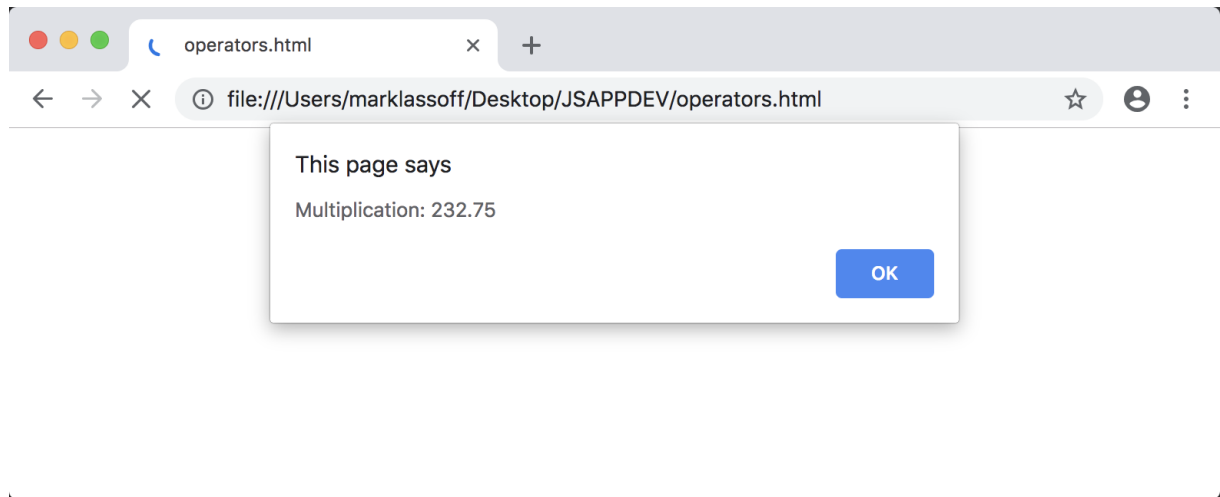 operators.html
file:///Users/marklassoff/Desktop/JSAPPDEV/operators.html
This page says
Multiplication: 232.75
OK